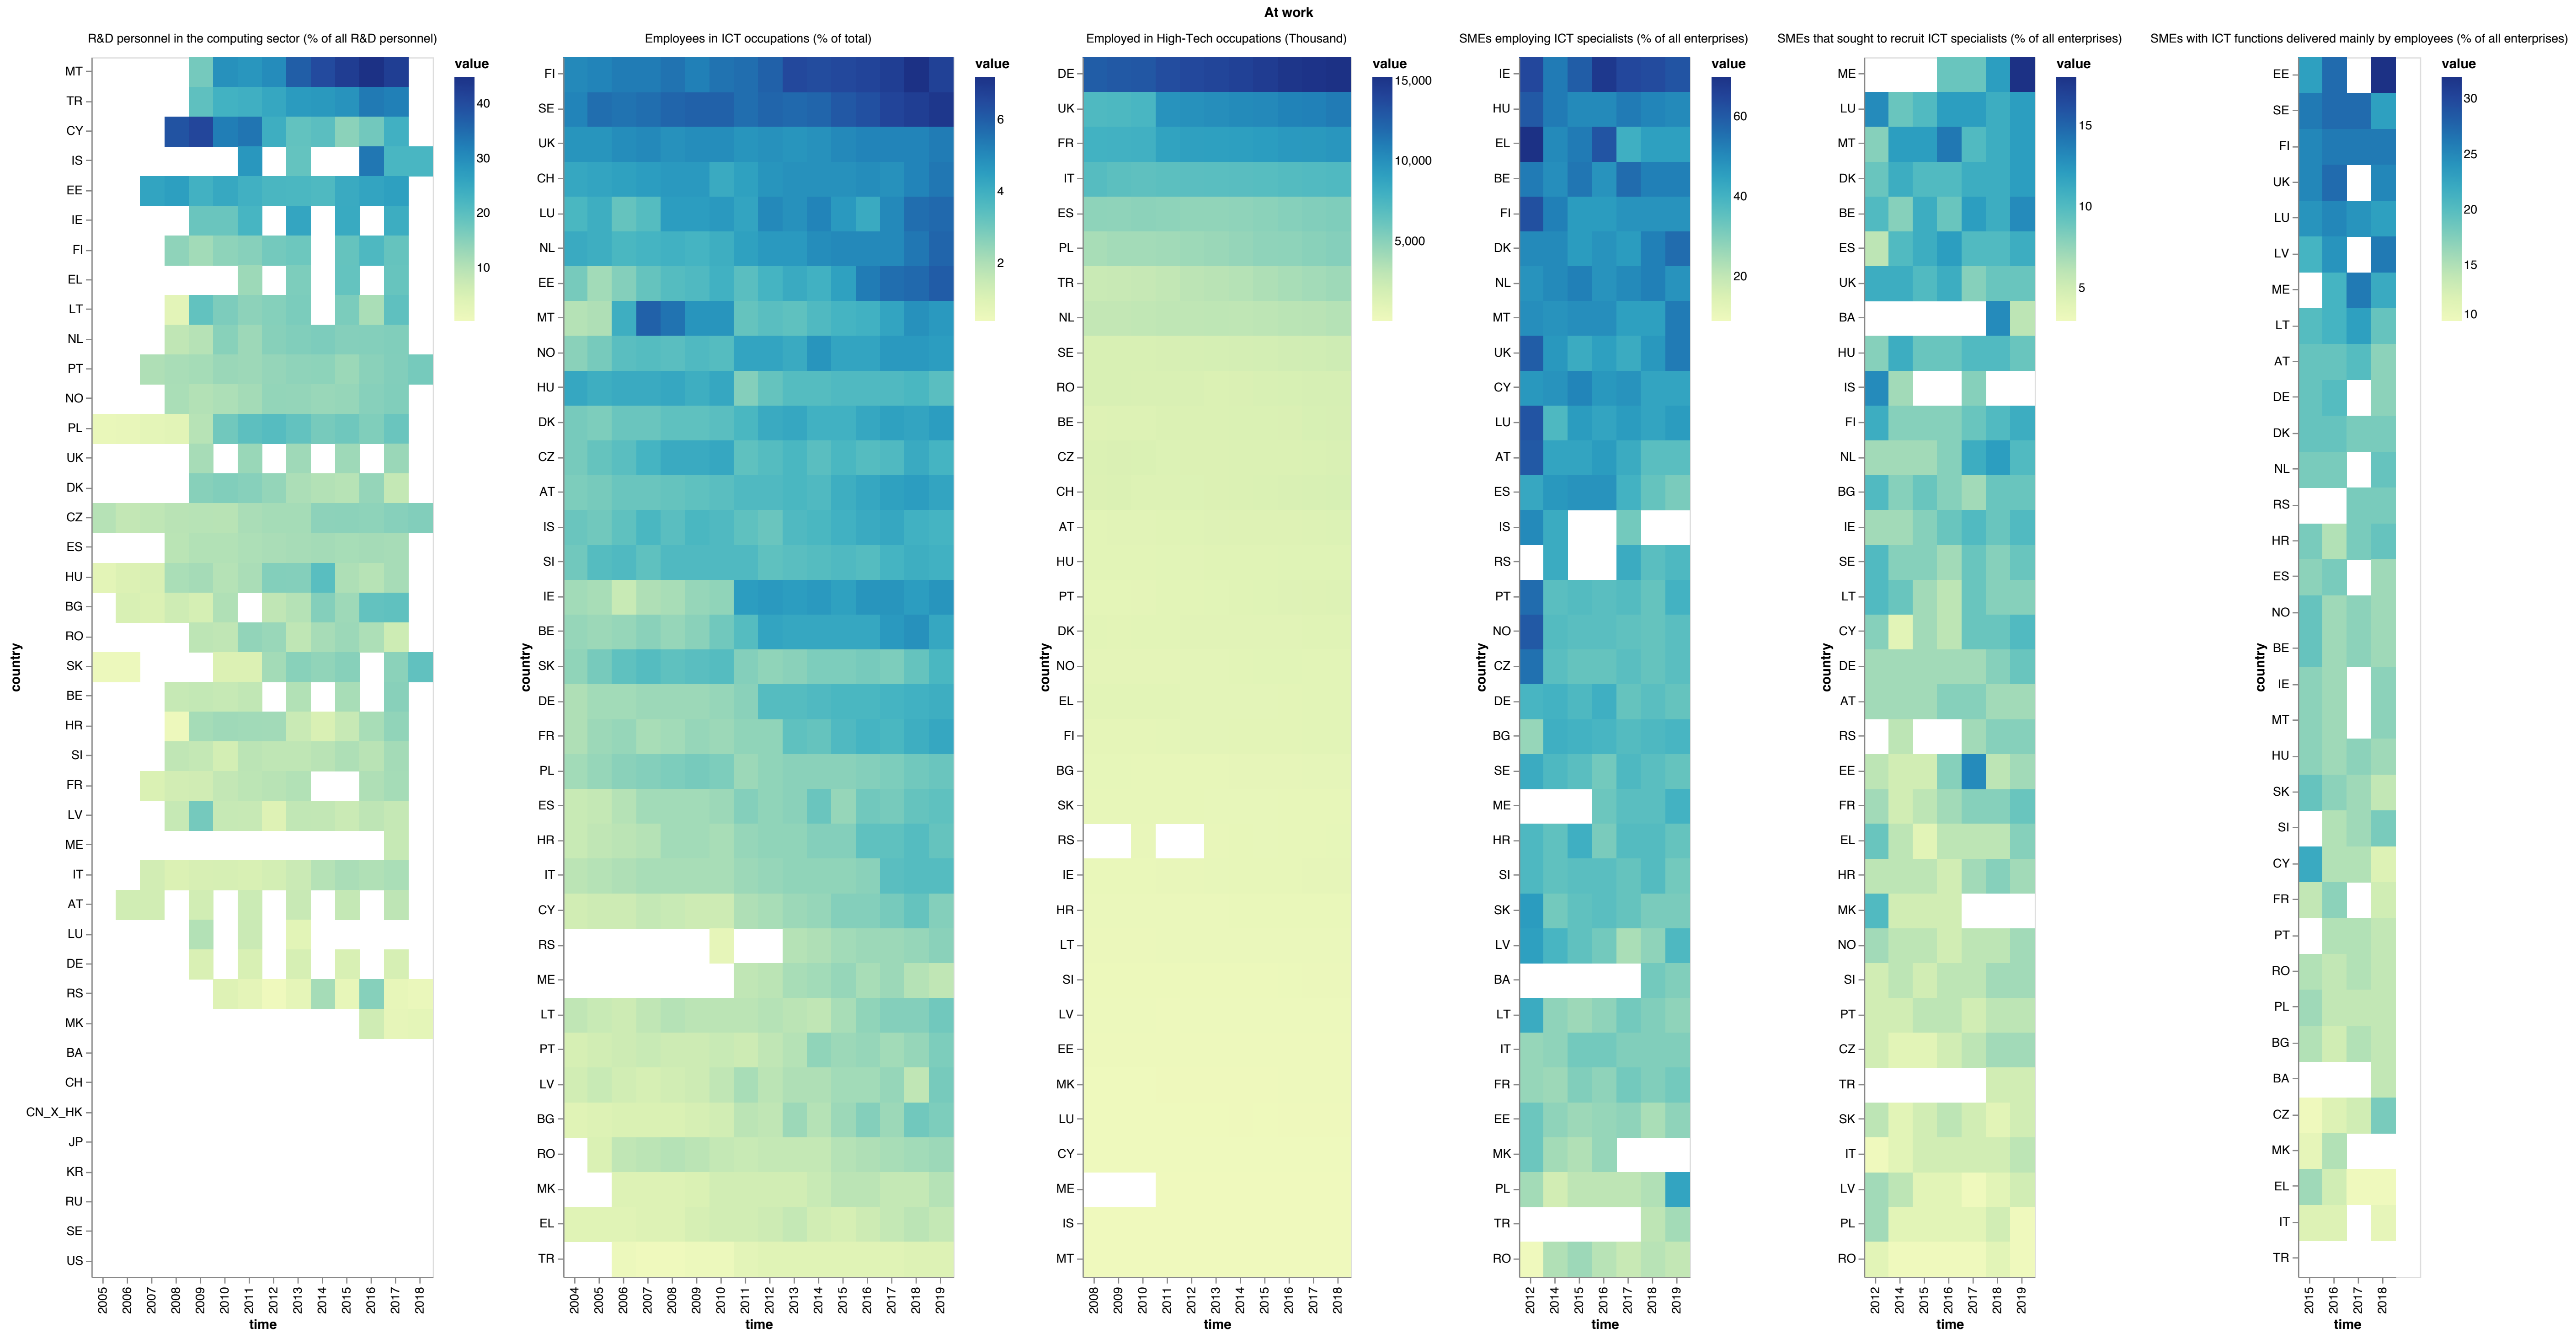 At work
R&D personnel in the computing sector (% of all R&D personnel)
value
40
30
20
10
country
MT
TR
CY
IS
EE
IE
FI
EL
LT
NL
PT
NO
PL
UK
DK
CZ
ES
HU
BG
RO
SK
BE
HR
SI
FR
LV
ME
IT
AT
LU
DE
RS
MK
BA
CH
CN_X_HK
JP
KR
RU
SE
US
2005 2006 2007 2008 2009 2010 2011 2012 2013 2014 2015 2016 2017 2018
time
Employees in ICT occupations (% of total)
value
6
4
2
country
FI
SE
UK
CH
LU
NL
EE
MT
NO
HU
DK
CZ
AT
IS
SI
IE
BE
SK
DE
FR
PL
ES
HR
IT
CY
RS
ME
LT
PT
LV
BG
RO
MK
EL
TR
2004 2005 2006 2007 2008 2009 2010 2011 2012 2013 2014 2015 2016 2017 2018 2019
time
Employed in High-Tech occupations (Thousand)
value
15,000
10,000
5,000
country
DE
UK
FR
IT
ES
PL
TR
NL
SE
RO
BE
CZ
CH
AT
HU
PT
DK
NO
EL
FI
BG
SK
RS
IE
HR
LT
SI
LV
EE
MK
LU
CY
ME
IS
MT
2008 2009 2010 2011 2012 2013 2014 2015 2016 2017 2018
time
SMEs employing ICT specialists (% of all enterprises)
value
60
40
20
country
IE
HU
EL
BE
FI
DK
NL
MT
UK
CY
LU
AT
ES
IS
RS
PT
NO
CZ
DE
BG
SE
ME
HR
SI
SK
LV
BA
LT
IT
FR
EE
MK
PL
TR
RO
2012 2014 2015 2016 2017 2018 2019
time
SMEs that sought to recruit ICT specialists (% of all enterprises)
value
15
10
5
country
ME
LU
MT
DK
BE
ES
UK
BA
HU
IS
FI
NL
BG
IE
SE
LT
CY
DE
AT
RS
EE
FR
EL
HR
MK
NO
SI
PT
CZ
TR
SK
IT
LV
PL
RO
2012 2014 2015 2016 2017 2018 2019
time
SMEs with ICT functions delivered mainly by employees (% of all enterprises)
value
30
25
20
15
10
country
EE
SE
FI
UK
LU
LV
ME
LT
AT
DE
DK
NL
RS
HR
ES
NO
BE
IE
MT
HU
SK
SI
CY
FR
PT
RO
PL
BG
BA
CZ
MK
EL
IT
TR
2015 2016 2017 2018
time